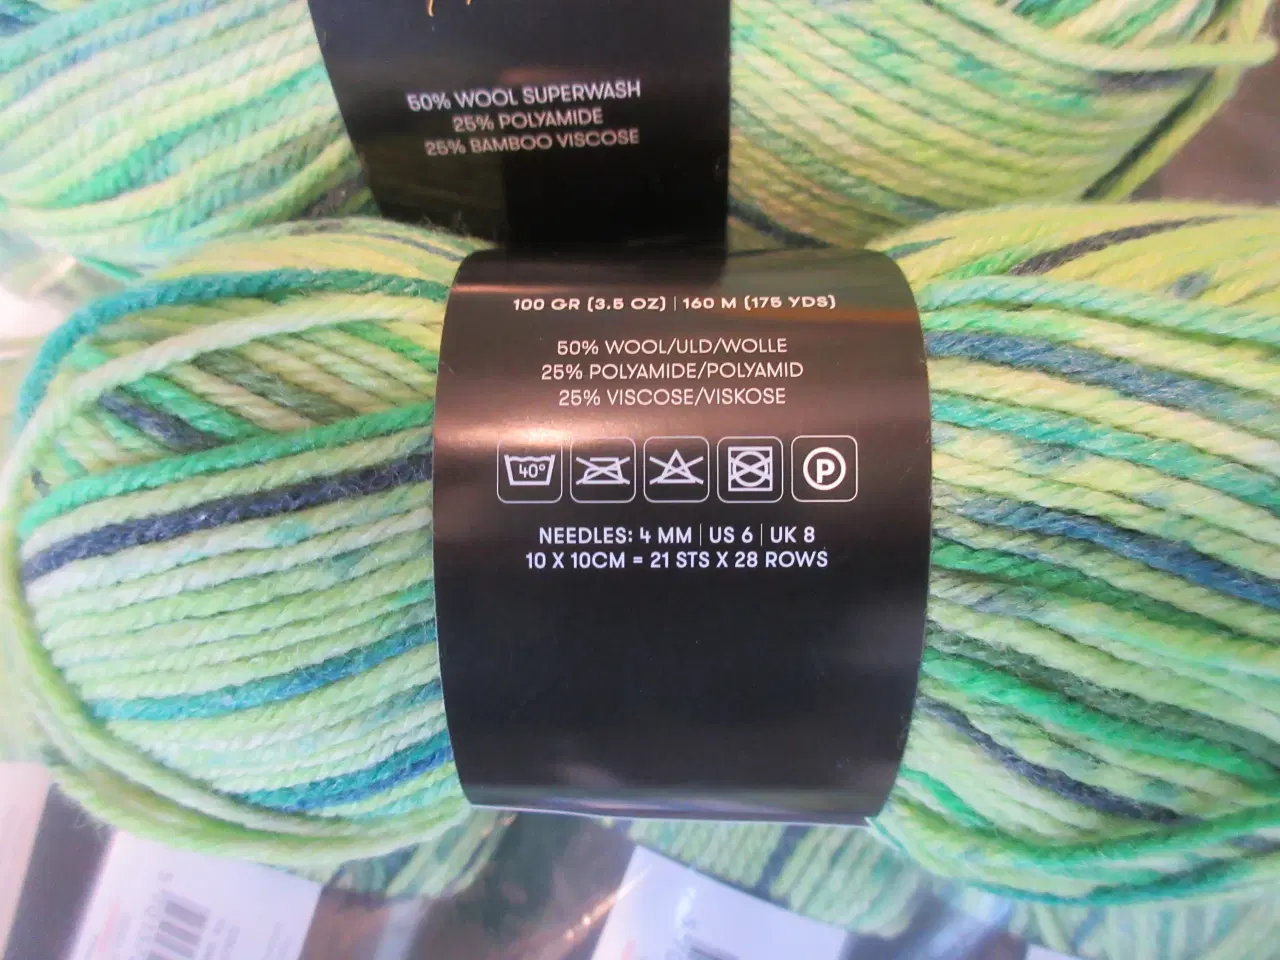 50% WOOL SUPERWASH
25% POLYAMIDE
25% BAMBOO VISCOSE
100 GR (3.5 OZ) | 160 M (175 YDS)
50% WOOL/ULD/WOLLE
25% POLYAMIDE/POLYAMID
25% VISCOSE/VISKOSE
40° P
NEEDLES: 4 MM | US 6 | UK 8
10 X 10CM = 21 STS X 28 ROWS